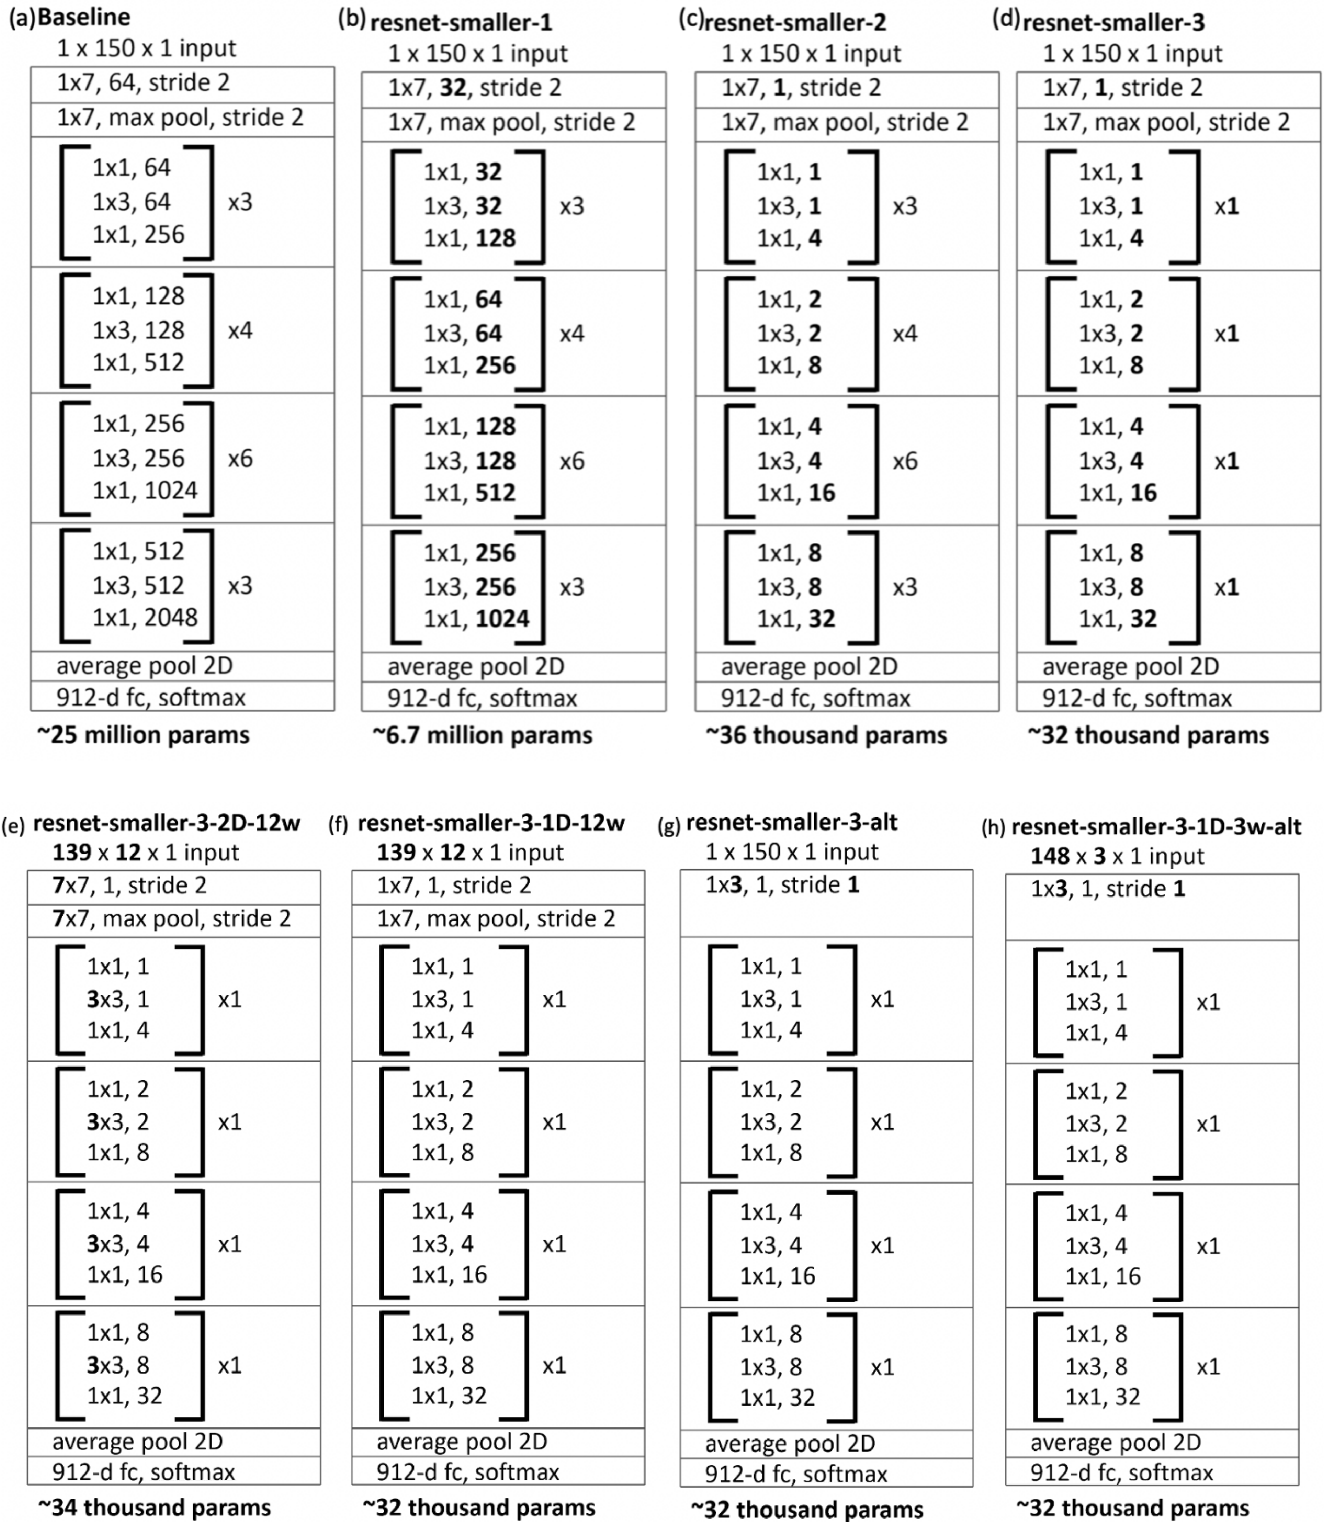 (a)Baseline
1 x 150 x 1 input
1x7, 64, stride 2
1x7, max pool, stride 2
1x1, 64
1x3, 64
1x1, 256
x3
1x1, 128
1x3, 128
1x1, 512
x4
1x1, 256
1x3, 256
1x1, 1024
x6
1x1, 512
1x3, 512
1x1, 2048
x3
average pool 2D
912-d fc, softmax
~25 million params
(b) resnet-smaller-1
1 x 150 x 1 input
1x7, 32, stride 2
1x7, max pool, stride 2
1x1, 32
1x3, 32
1x1, 128
x3
1x1, 64
1x3, 64
1x1, 256
x4
1x1, 128
1x3, 128
1x1, 512
x6
1x1, 256
1x3, 256
1x1, 1024
x3
average pool 2D
912-d fc, softmax
~6.7 million params
(c)resnet-smaller-2
1 x 150 x 1 input
1x7, 1, stride 2
1x7, max pool, stride 2
1x1, 1
1x3, 1
1x1, 4
x3
1x1, 2
1x3, 2
1x1, 8
x4
1x1, 4
1x3, 4
1x1, 16
x6
1x1, 8
1x3, 8
1x1, 32
x3
average pool 2D
912-d fc, softmax
~36 thousand params
(d) resnet-smaller-3
1 x 150 x 1 input
1x7, 1, stride 2
1x7, max pool, stride 2
1x1, 1
1x3, 1
1x1, 4
x1
1x1, 2
1x3, 2
1x1, 8
x1
1x1, 4
1x3, 4
1x1, 16
x1
1x1, 8
1x3, 8
1x1, 32
x1
average pool 2D
912-d fc, softmax
~32 thousand params
(e) resnet-smaller-3-2D-12w
139 x 12 x 1 input
7x7, 1, stride 2
7x7, max pool, stride 2
1x1, 1
3x3, 1
1x1, 4
x1
1x1, 2
3x3, 2
1x1, 8
x1
1x1, 4
3x3, 4
1x1, 16
x1
1x1, 8
3x3, 8
1x1, 32
x1
average pool 2D
912-d fc, softmax
~34 thousand params
(f) resnet-smaller-3-1D-12w
139 x 12 x 1 input
1x7, 1, stride 2
1x7, max pool, stride 2
1x1, 1
1x3, 1
1x1, 4
x1
1x1, 2
1x3, 2
1x1, 8
x1
1x1, 4
1x3, 4
1x1, 16
x1
1x1, 8
1x3, 8
1x1, 32
x1
average pool 2D
912-d fc, softmax
~32 thousand params
(g) resnet-smaller-3-alt
1 x 150 x 1 input
1x3, 1, stride 1
1x1, 1
1x3, 1
1x1, 4
x1
1x1, 2
1x3, 2
1x1, 8
x1
1x1, 4
1x3, 4
1x1, 16
x1
1x1, 8
1x3, 8
1x1, 32
x1
average pool 2D
912-d fc, softmax
~32 thousand params
(h) resnet-smaller-3-1D-3w-alt
148 x 3 x 1 input
1x3, 1, stride 1
1x1, 1
1x3, 1
1x1, 4
x1
1x1, 2
1x3, 2
1x1, 8
x1
1x1, 4
1x3, 4
1x1, 16
x1
1x1, 8
1x3, 8
1x1, 32
x1
average pool 2D
912-d fc, softmax
~32 thousand params